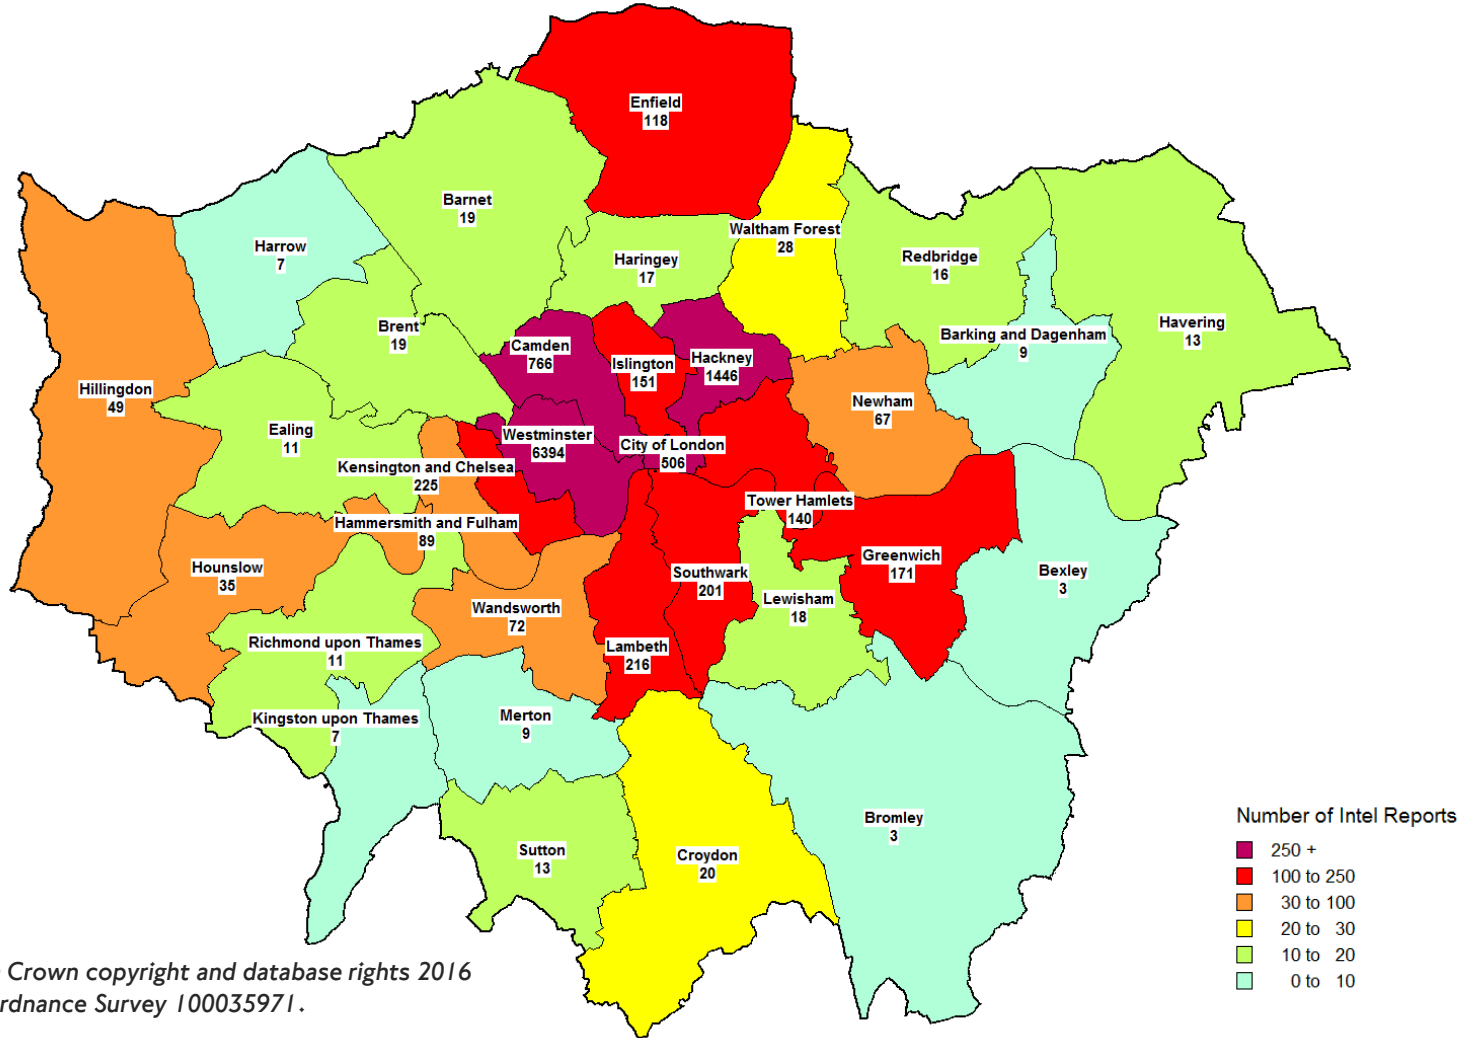 Enfield
118
Barnet
19
Harrow
7
Haringey
17
Waltham Forest
28
Redbridge
16
Havering
13
Barking and Dagenham
9
Brent
19
Camden
766
Islington
151
Hackney
1446
Hillingdon
49
Newham
67
Ealing
11
Westminster
6394
City of London
506
Kensington and Chelsea
225
Tower Hamlets
140
Hammersmith and Fulham
89
Greenwich
171
Hounslow
35
Southwark
201
Bexley
3
Wandsworth
72
Lewisham
18
Richmond upon Thames
11
Lambeth
216
Kingston upon Thames
7
Merton
9
Bromley
3
Sutton
13
Croydon
20
Number of Intel Reports
250 +
100 to 250
30 to 100
20 to 30
10 to 20
0 to 10
Crown copyright and database rights 2016
rdnance Survey 100035971.